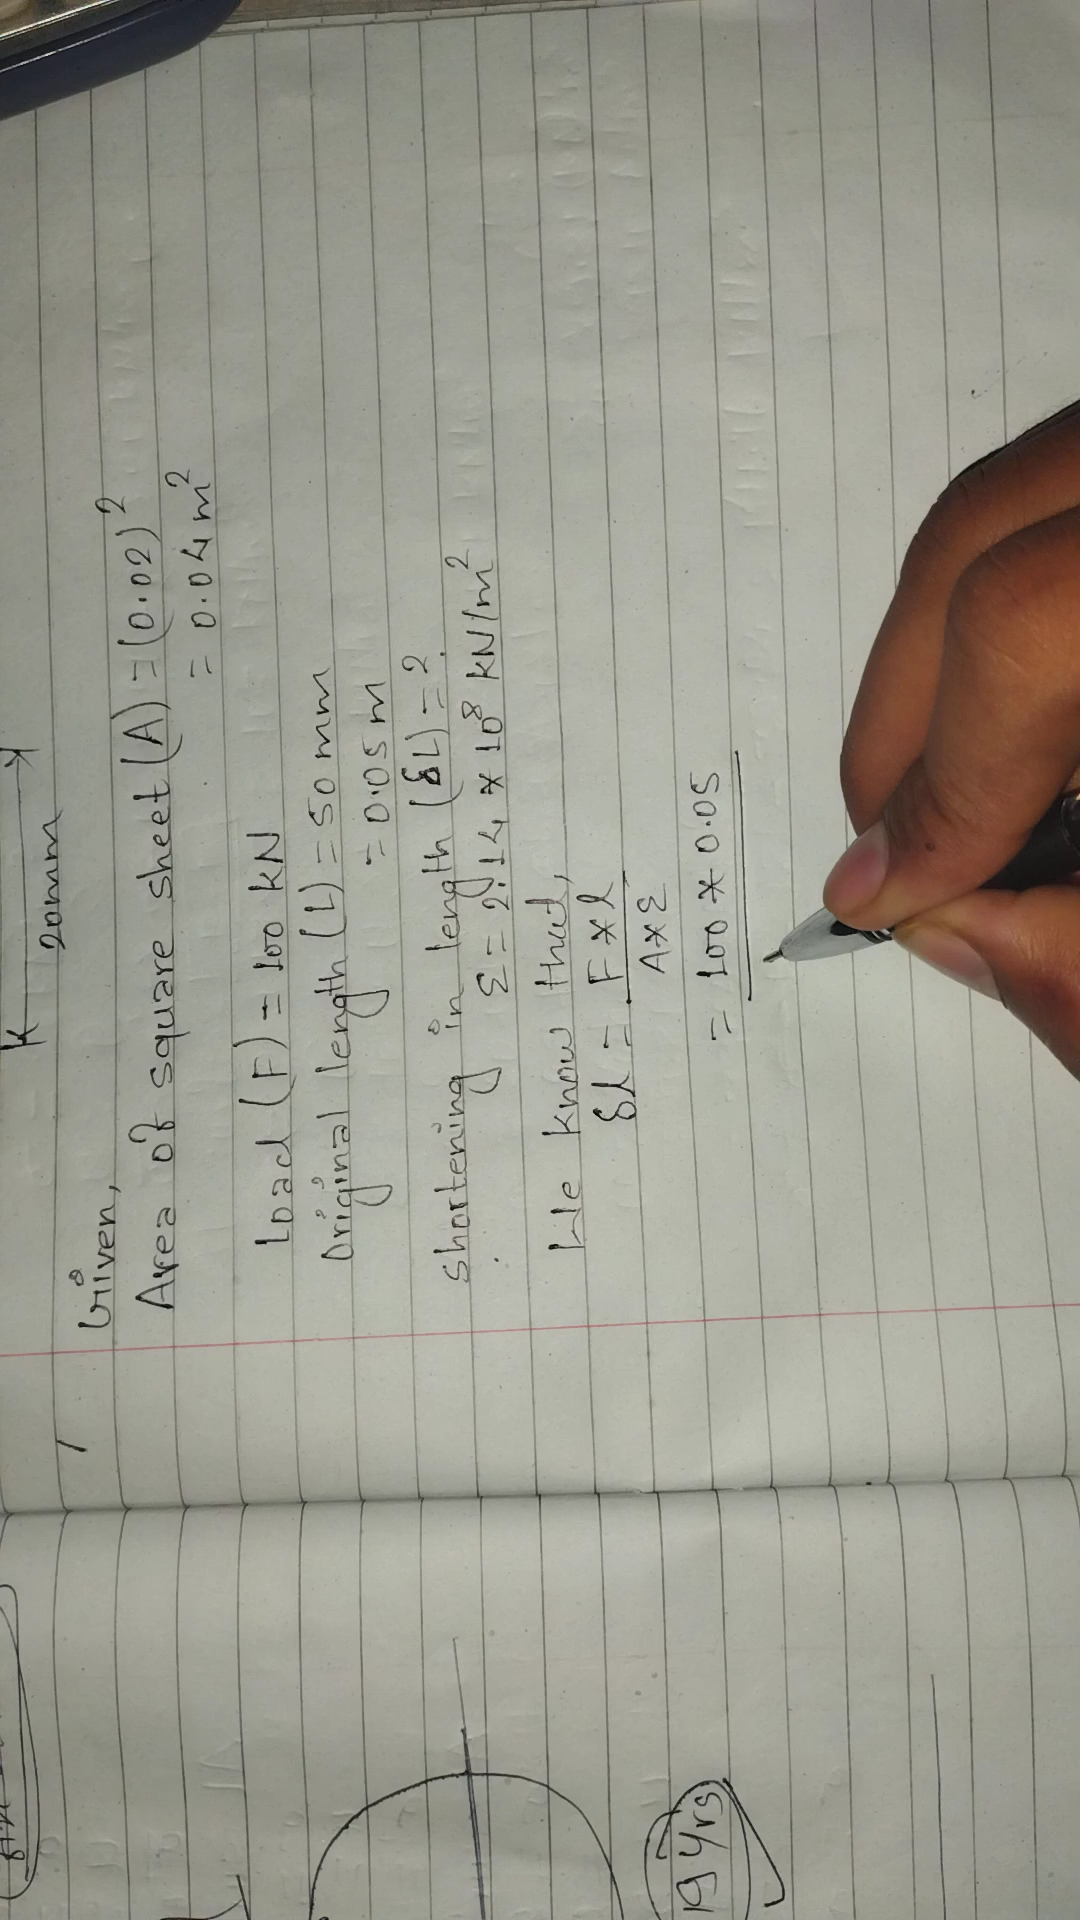 20mm
Given,
Area of square sheet (A) = (0.02)²
= 0.04 m²
Load (F) = 100 kN
Original length (L) = 50 mm
= 0.05 m
Shortening in length (δL) = ?
ε = 2.14 * 10⁸ kN/m²
We know that,
δl = F * l
A * ε
= 100 * 0.05
19 yrs